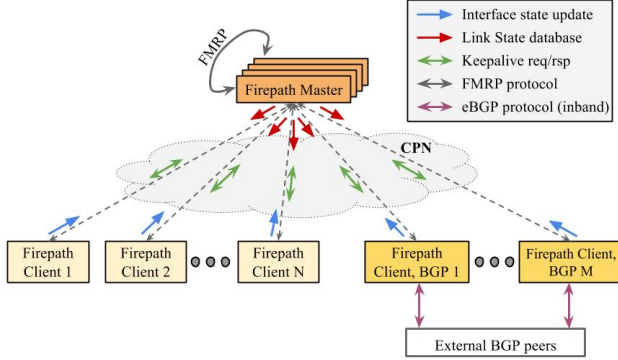 FMRP
Firepath Master
Interface state update
Link State database
Keepalive req/rsp
FMRP protocol
eBGP protocol (inband)
CPN
Firepath
Client 1
Firepath
Client 2
Firepath
Client N
Firepath
Client, BGP 1
Firepath Client,
BGP M
External BGP peers